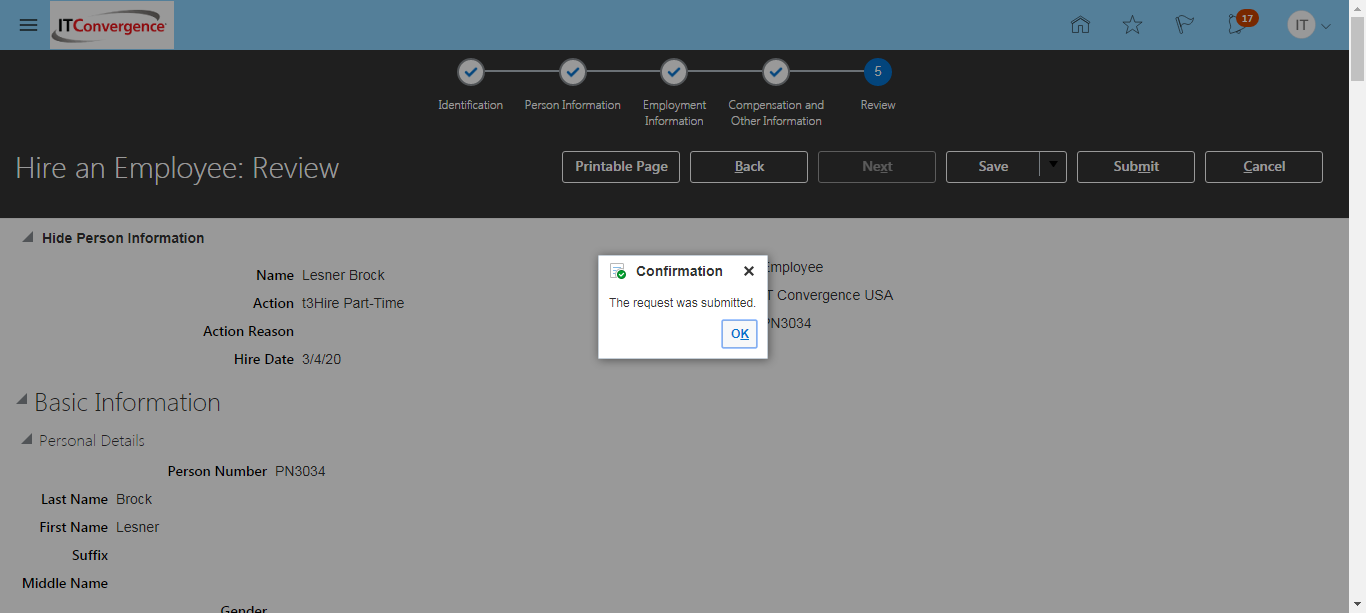 ITConvergence
17
IT
5
Identification
Person Information
Employment
Information
Compensation and
Other Information
Review
Hire an Employee: Review
Printable Page
Back
Next
Save
Submit
Cancel
Hide Person Information
Name Lesner Brock
Action t3Hire Part-Time
Action Reason
Hire Date 3/4/20
Employee
T Convergence USA
PN3034
Confirmation
The request was submitted.
OK
Basic Information
Personal Details
Person Number PN3034
Last Name Brock
First Name Lesner
Suffix
Middle Name
Gender